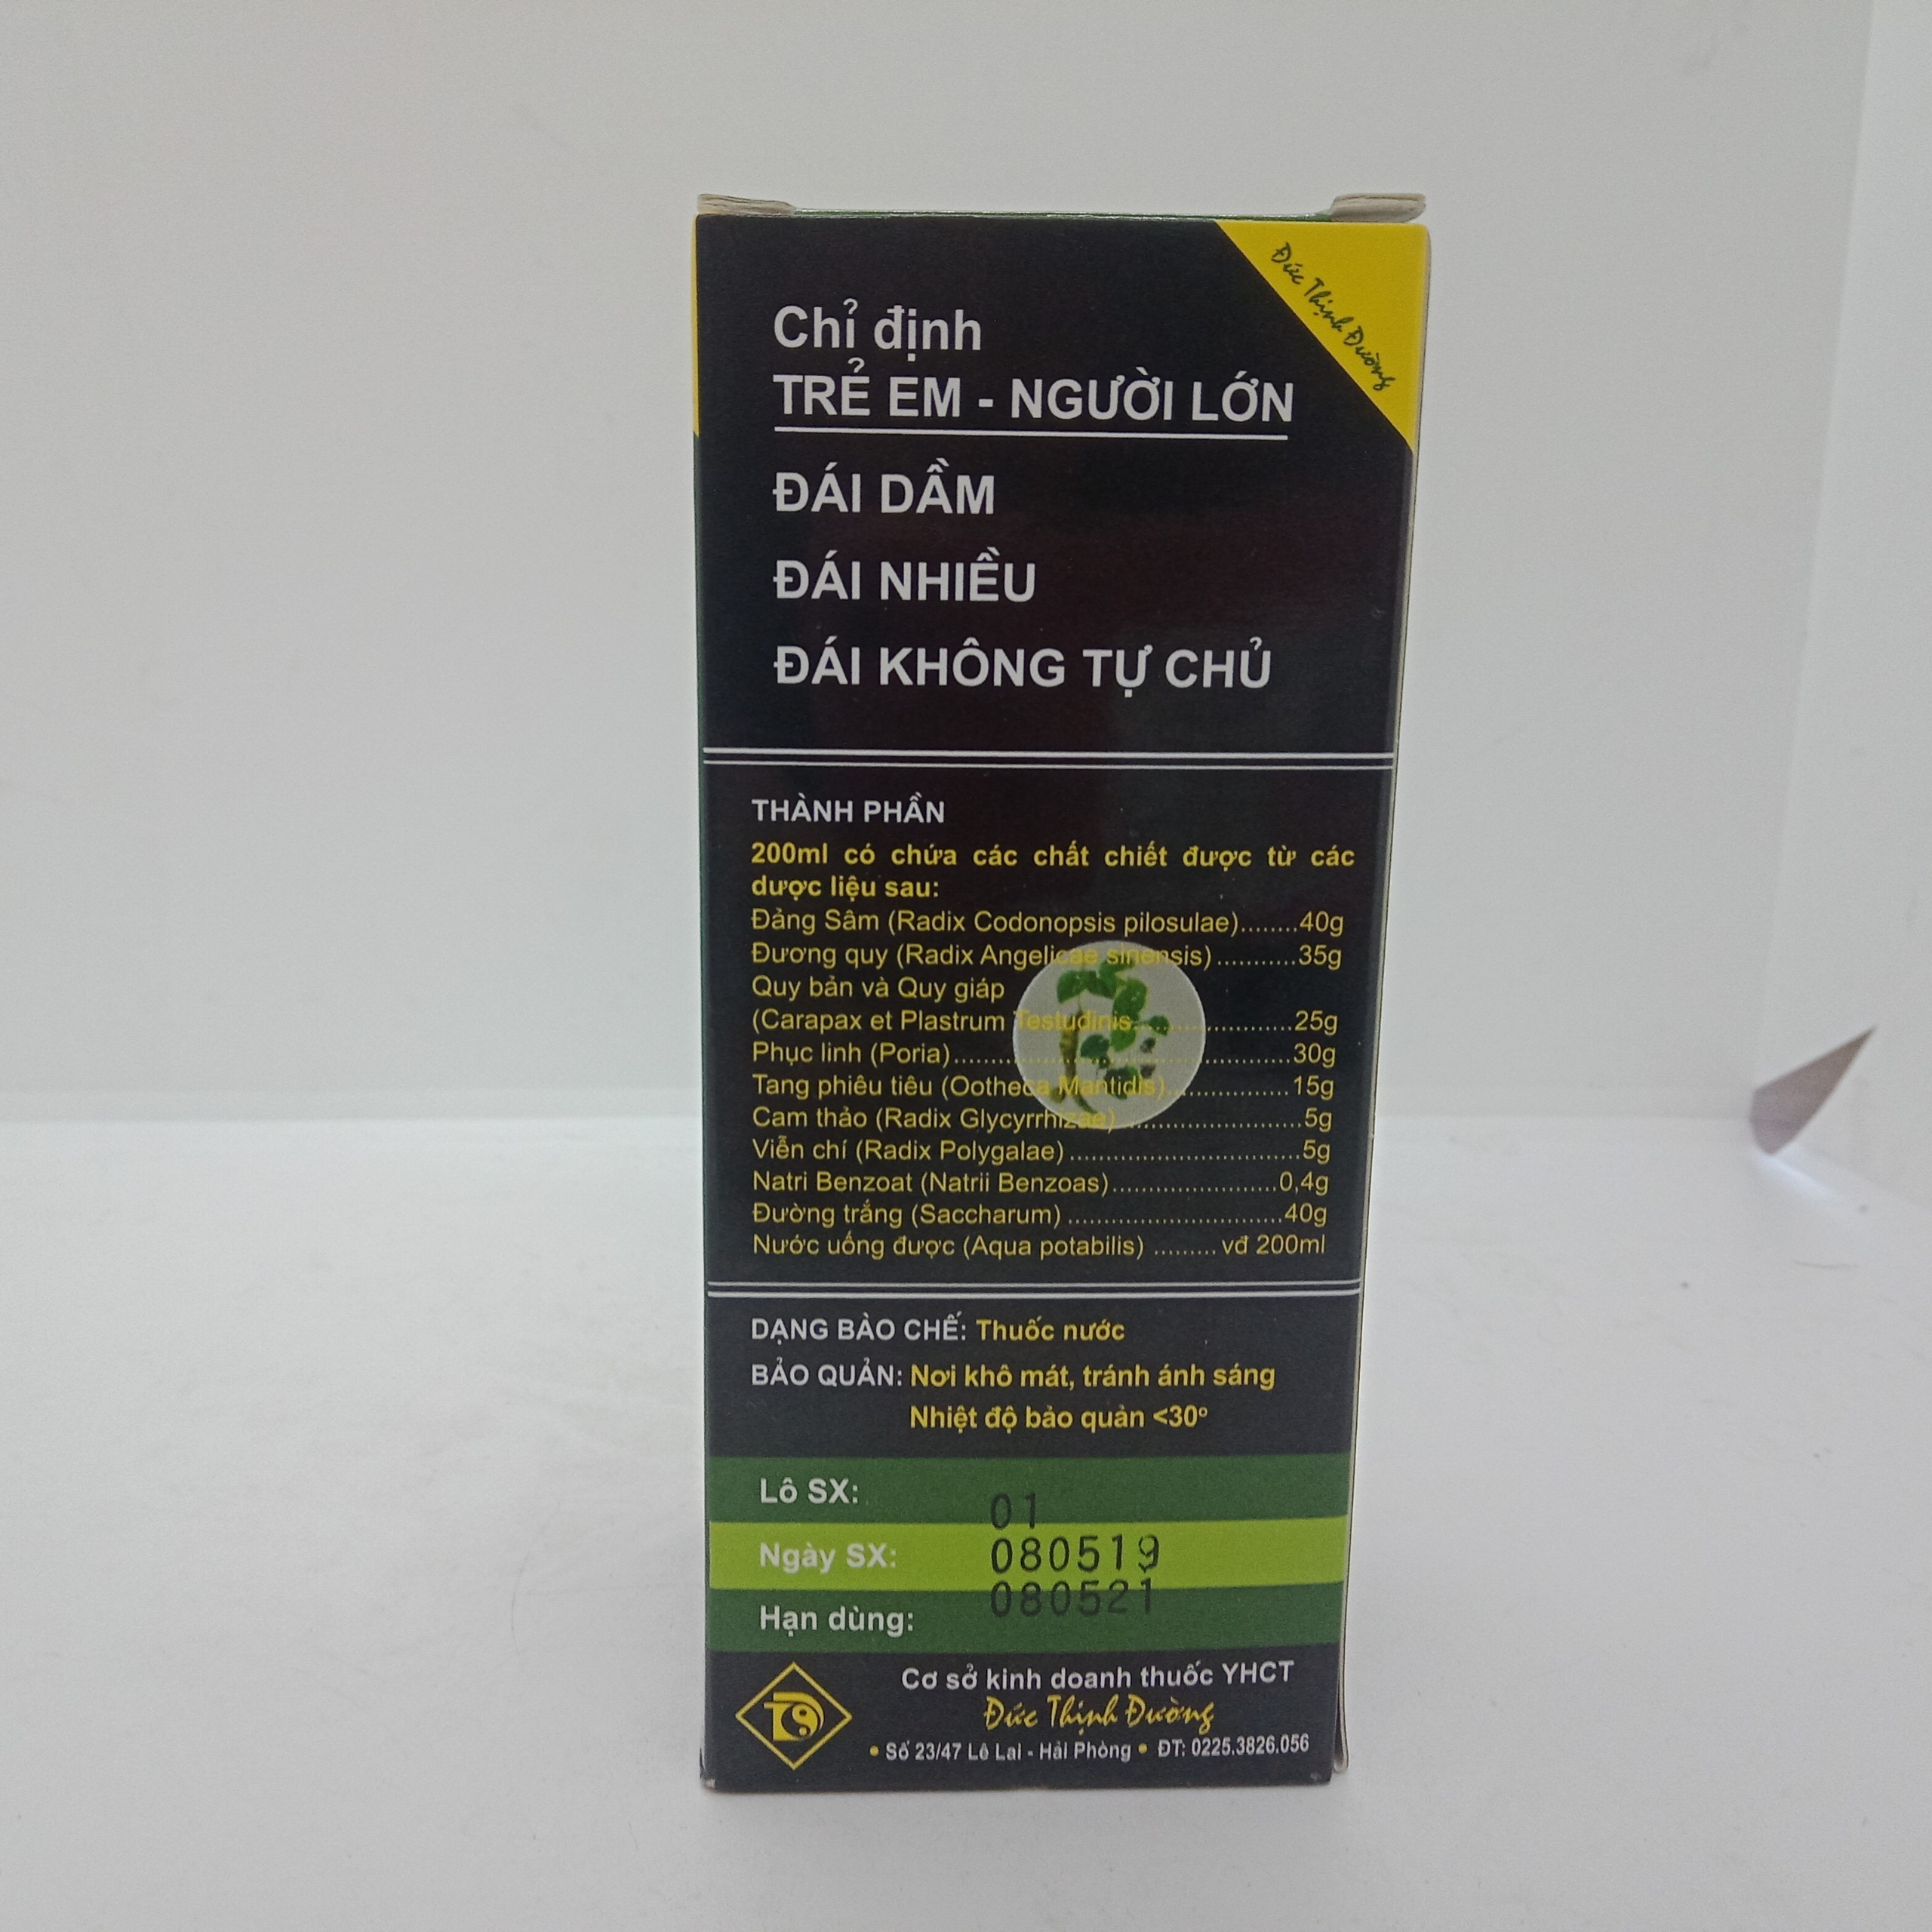 Đức Thịnh Đường
Chỉ định
TRẺ EM - NGƯỜI LỚN
ĐÁI DẦM
ĐÁI NHIỀU
ĐÁI KHÔNG TỰ CHỦ
THÀNH PHẦN
200ml có chứa các chất chiết được từ các
dược liệu sau:
Đảng Sâm (Radix Codonopsis pilosulae)........40g
Đương quy (Radix Angelicae sinensis)...........35g
Quy bản và Quy giáp
(Carapax et Plastrum Testudinis......................25g
Phục linh (Poria)...............................................30g
Tang phiêu tiêu (Ootheca Mantidis).................15g
Cam thảo (Radix Glycyrrhizae).........................5g
Viễn chí (Radix Polygalae)................................5g
Natri Benzoat (Natrii Benzoas).......................0,4g
Đường trắng (Saccharum)..............................40g
Nước uống được (Aqua potabilis) ......... vđ 200ml
DẠNG BÀO CHẾ: Thuốc nước
BẢO QUẢN: Nơi khô mát, tránh ánh sáng
Nhiệt độ bảo quản <30º
Lô SX: 01
Ngày SX: 080519
Hạn dùng: 080521
Cơ sở kinh doanh thuốc YHCT
Đức Thịnh Đường
• Số 23/47 Lê Lai - Hải Phòng • ĐT: 0225.3826.056